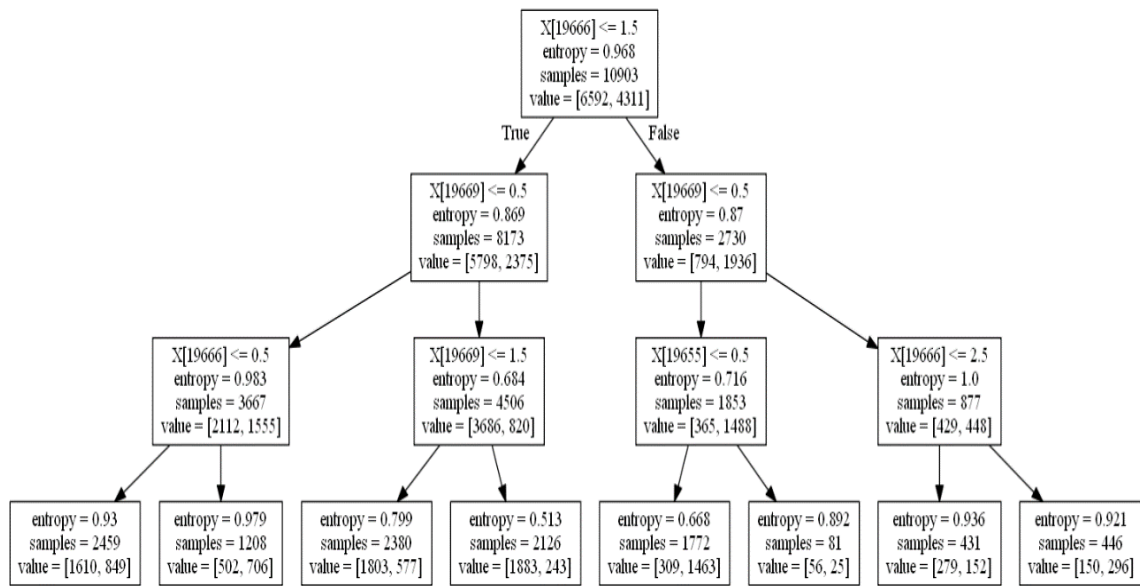 X[19666] <= 1.5
entropy = 0.968
samples = 10903
value = [6592, 4311]
True
False
X[19669] <= 0.5
entropy = 0.869
samples = 8173
value = [5798, 2375]
X[19669] <= 0.5
entropy = 0.87
samples = 2730
value = [794, 1936]
X[19666] <= 0.5
entropy = 0.983
samples = 3667
value = [2112, 1555]
X[19669] <= 1.5
entropy = 0.684
samples = 4506
value = [3686, 820]
X[19655] <= 0.5
entropy = 0.716
samples = 1853
value = [365, 1488]
X[19666] <= 2.5
entropy = 1.0
samples = 877
value = [429, 448]
entropy = 0.93
samples = 2459
value = [1610, 849]
entropy = 0.979
samples = 1208
value = [502, 706]
entropy = 0.799
samples = 2380
value = [1803, 577]
entropy = 0.513
samples = 2126
value = [1883, 243]
entropy = 0.668
samples = 1772
value = [309, 1463]
entropy = 0.892
samples = 81
value = [56, 25]
entropy = 0.936
samples = 431
value = [279, 152]
entropy = 0.921
samples = 446
value = [150, 296]